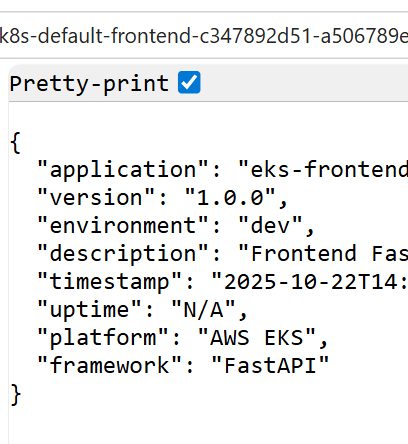 k8s-default-frontend-c347892d51-a506789e
Pretty-print
{
  "application": "eks-frontend
  "version": "1.0.0",
  "environment": "dev",
  "description": "Frontend Fas
  "timestamp": "2025-10-22T14:
  "uptime": "N/A",
  "platform": "AWS EKS",
  "framework": "FastAPI"
}